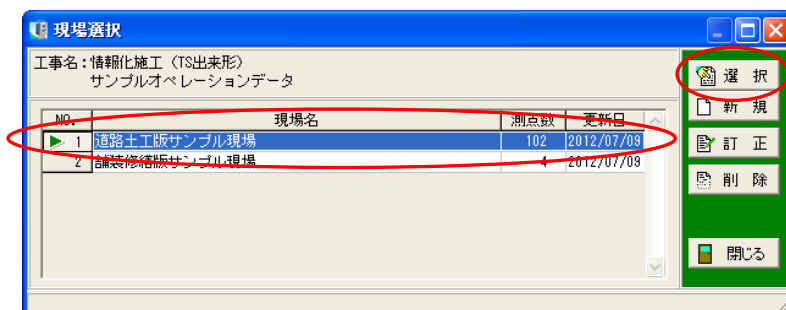 現場選択
工事名：情報化施工（TS出来形）
サンプルオペレーションデータ
NO. 現場名 測点数 更新日
1 道路土工版サンプル現場 102 2012/07/09
2 舗装修繕版サンプル現場 4 2012/07/09
選 択
新 規
訂 正
削 除
閉じる